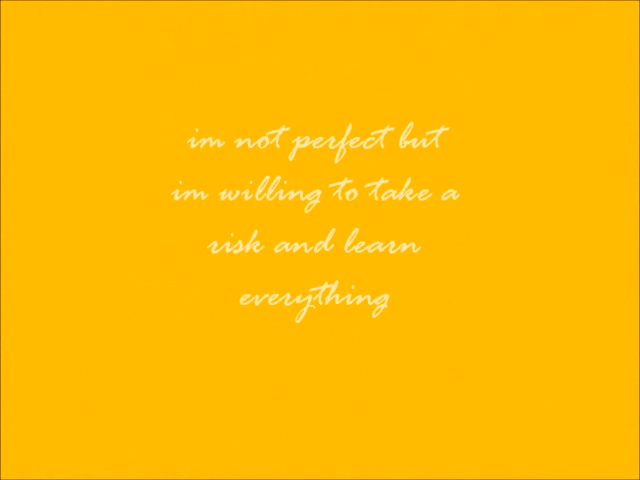 im not perfect but
im willing to take a
risk and learn
everything